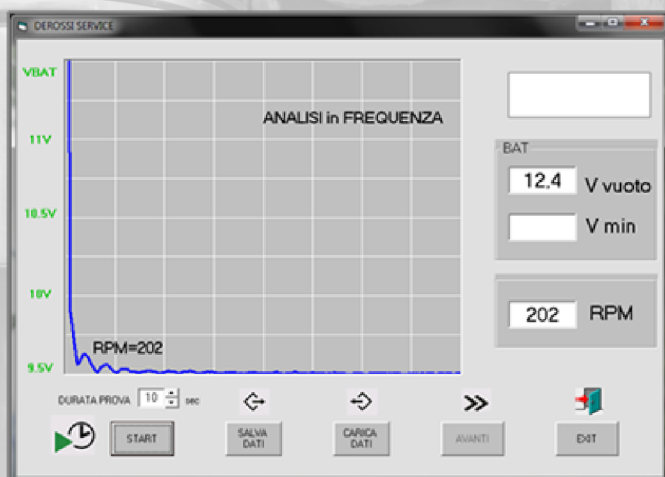 DEROSSI SERVICE
VBAT
ANALISI in FREQUENZA
11V
10.5V
10V
RPM=202
9.5V
BAT
12,4 V vuoto
V min
202 RPM
DURATA PROVA 10 sec
START
SALVA
DATI
CARICA
DATI
AVANTI
EXIT